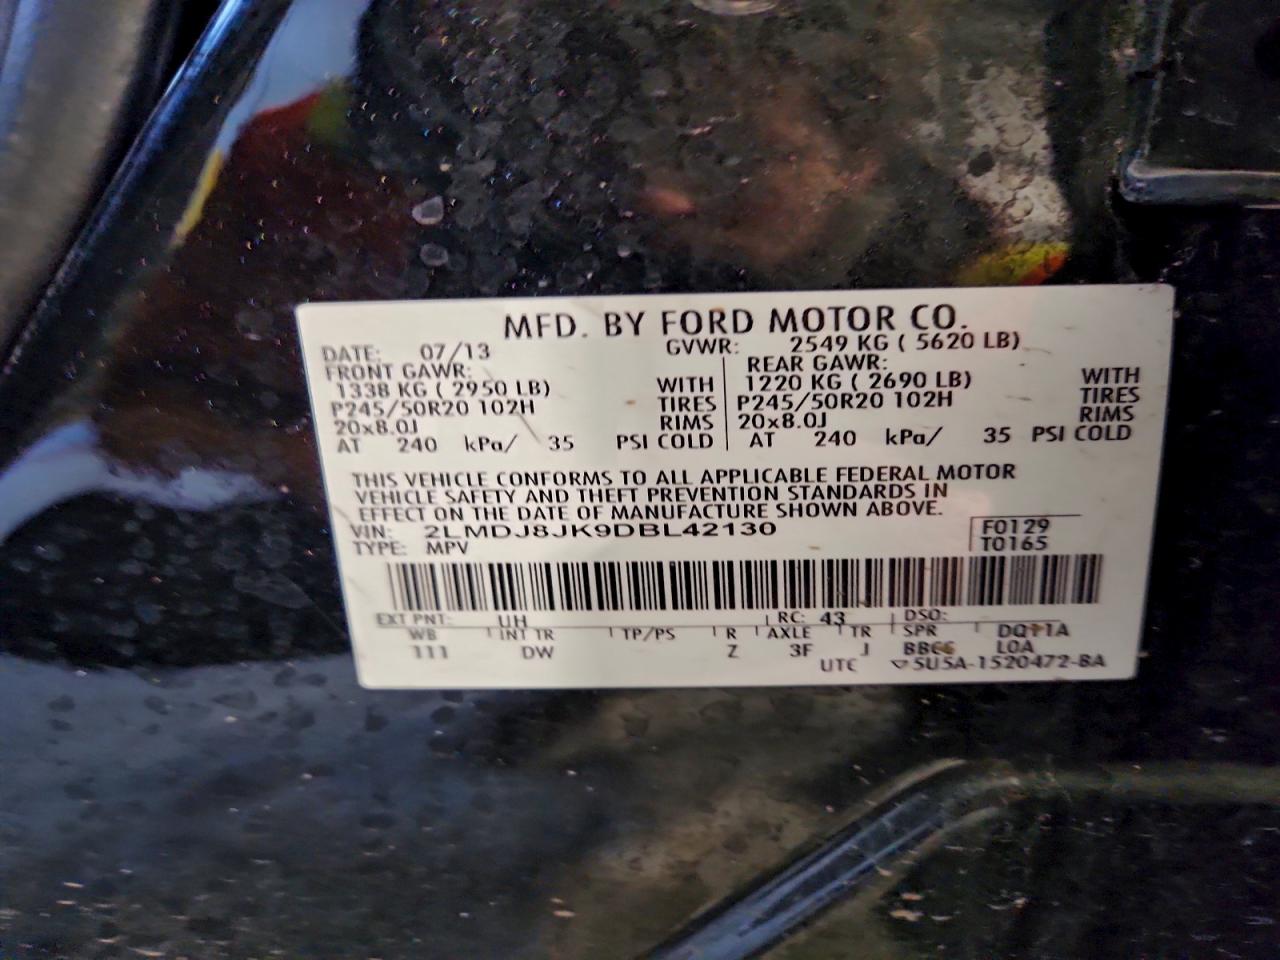 MFD. BY FORD MOTOR CO.
DATE: 07/13 GVWR: 2549 KG ( 5620 LB)
FRONT GAWR: REAR GAWR:
1338 KG ( 2950 LB) WITH 1220 KG ( 2690 LB) WITH
P245/50R20 102H TIRES P245/50R20 102H TIRES
20x8.0J RIMS 20x8.0J RIMS
AT 240 kPa/ 35 PSI COLD AT 240 kPa/ 35 PSI COLD
THIS VEHICLE CONFORMS TO ALL APPLICABLE FEDERAL MOTOR
VEHICLE SAFETY AND THEFT PREVENTION STANDARDS IN
EFFECT ON THE DATE OF MANUFACTURE SHOWN ABOVE.
VIN: 2LMDJ8JK9DBL42130 F0129
TYPE: MPV T0165
EXT PNT: UH RC: 43 DSO:
WB INT TR TP/PS R AXLE TR SPR
111 DW Z 3F J LOA
UTC 5U5A-1520472-BA